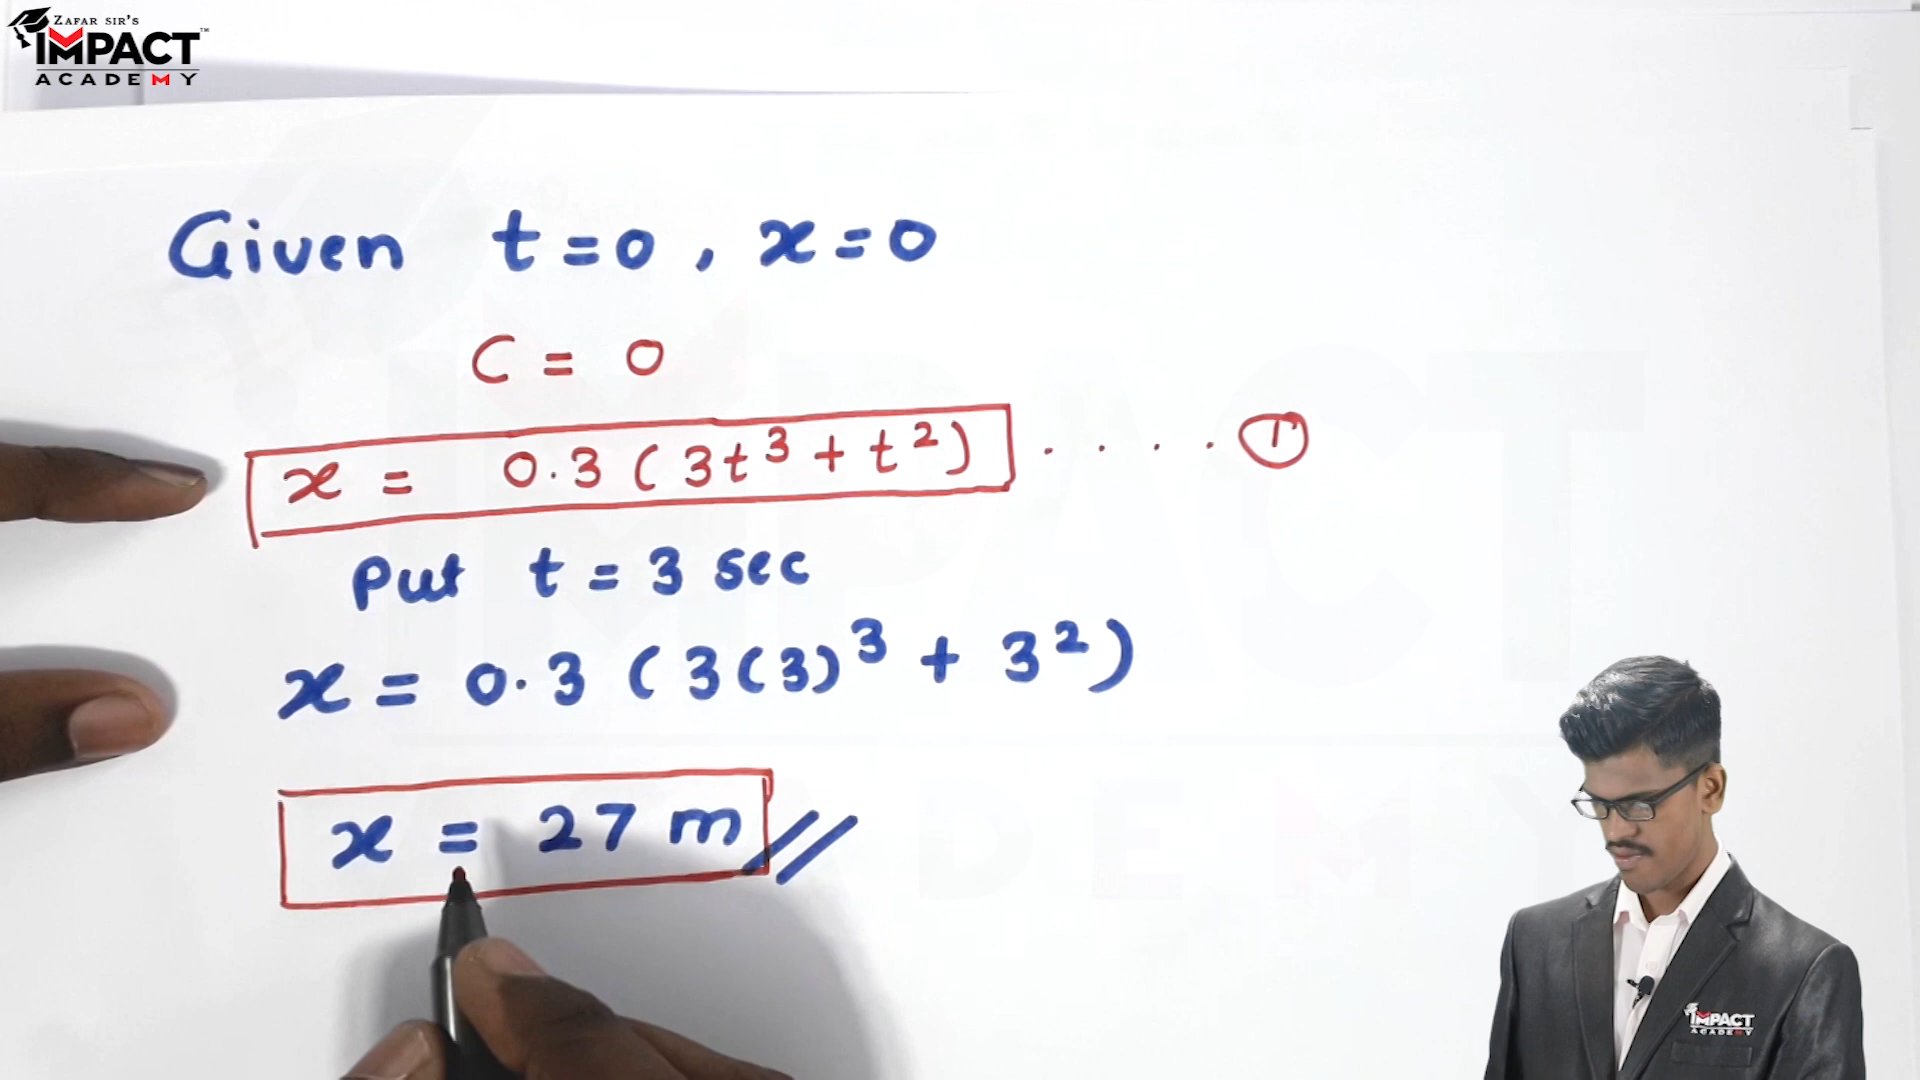 ZAFAR SIR'S
IMPACT™
ACADEMY
Given t = 0 , x = 0
C = 0
x = 0.3 ( 3t³ + t² ) . . . . ①
Put t = 3 sec
x = 0.3 ( 3(3)³ + 3² )
x = 27 m //
IMPACT
ACADEMY